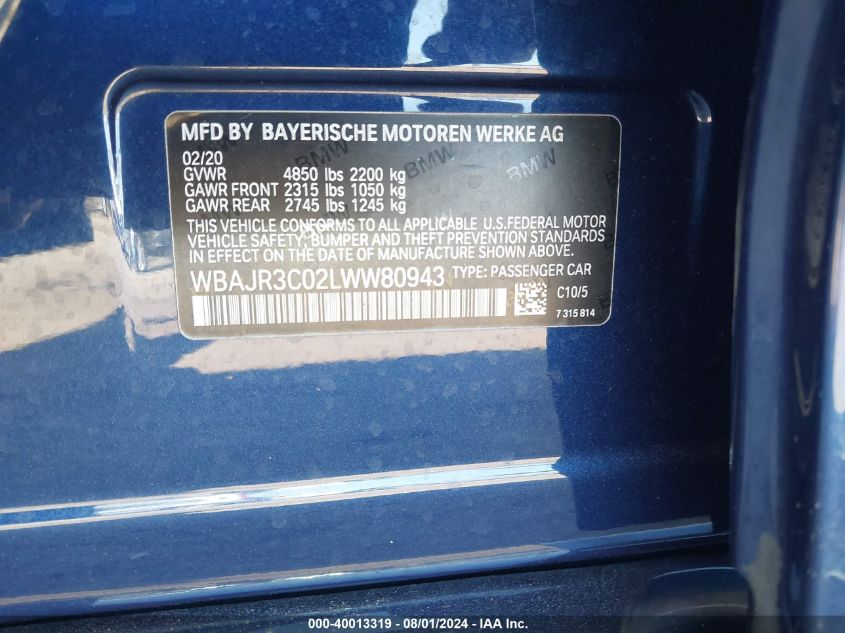 MFD BY BAYERISCHE MOTOREN WERKE AG
02/20
GVWR 4850 lbs 2200 kg
GAWR FRONT 2315 lbs 1050 kg
GAWR REAR 2745 lbs 1245 kg
BMW BMW BMW
THIS VEHICLE CONFORMS TO ALL APPLICABLE U.S.FEDERAL MOTOR
VEHICLE SAFETY, BUMPER AND THEFT PREVENTION STANDARDS
IN EFFECT ON THE DATE OF MANUFACTURE SHOWN ABOVE.
WBAJR3C02LWW80943 TYPE: PASSENGER CAR
C10/5
7 315 814
000-40013319 - 08/01/2024 - IAA Inc.